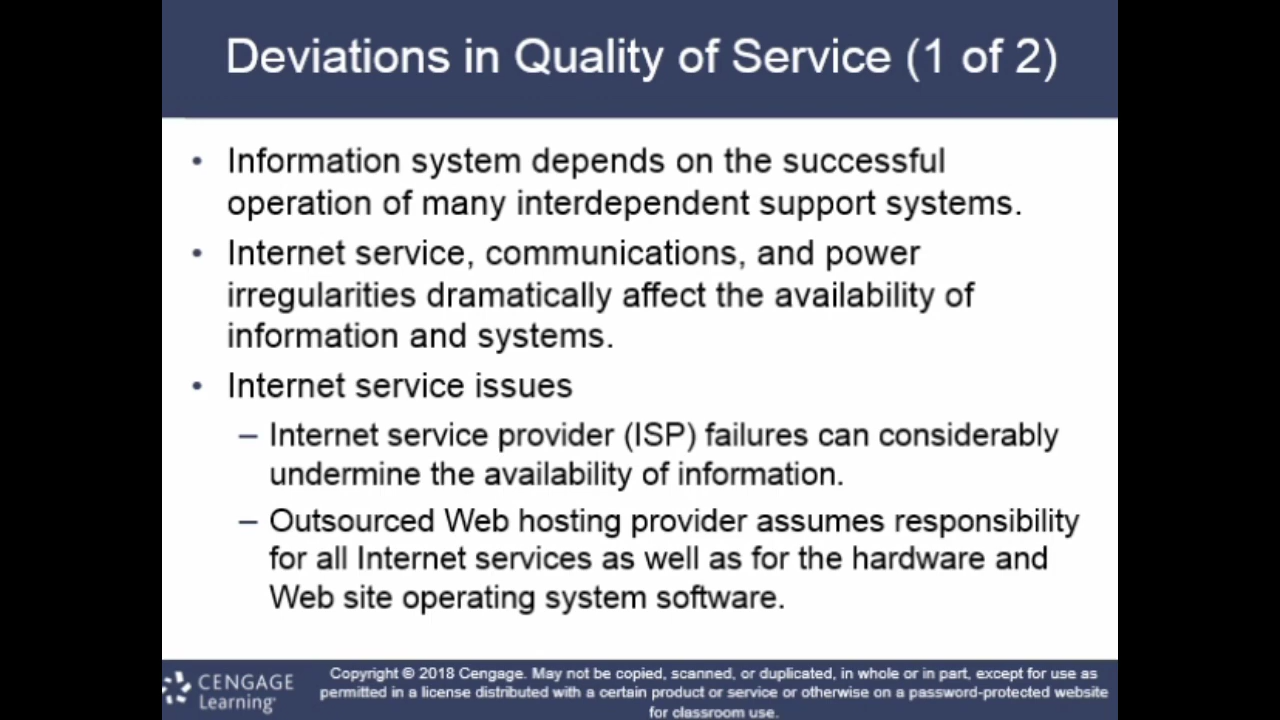 Deviations in Quality of Service (1 of 2)
• Information system depends on the successful
operation of many interdependent support systems.
• Internet service, communications, and power
irregularities dramatically affect the availability of
information and systems.
• Internet service issues
– Internet service provider (ISP) failures can considerably
undermine the availability of information.
– Outsourced Web hosting provider assumes responsibility
for all Internet services as well as for the hardware and
Web site operating system software.
CENGAGE
Learning·
Copyright © 2018 Cengage. May not be copied, scanned, or duplicated, in whole or in part, except for use as
permitted in a license distributed with a certain product or service or otherwise on a password-protected website
for classroom use.